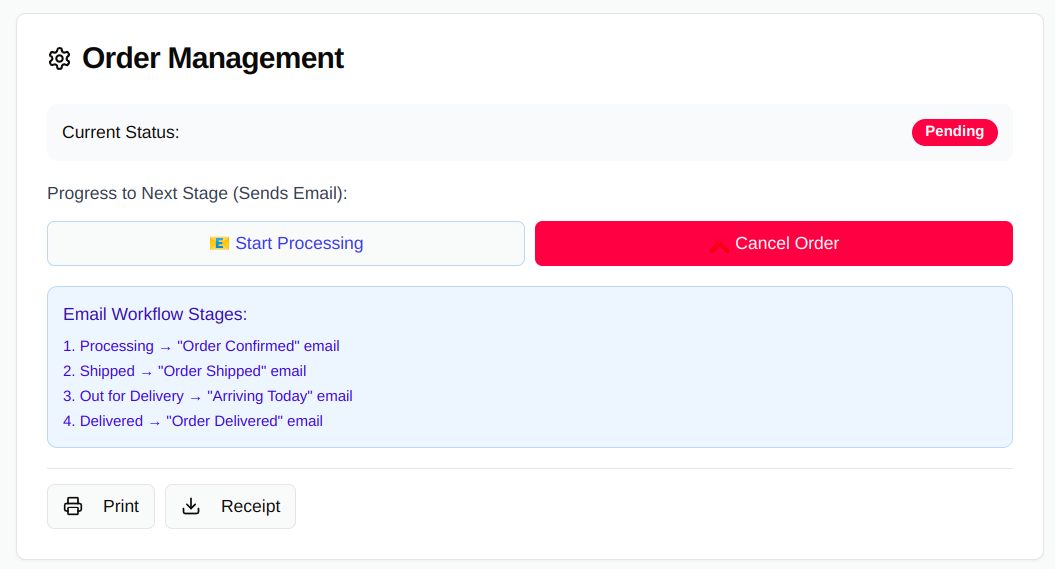 Order Management
Current Status:
Pending
Progress to Next Stage (Sends Email):
📧 Start Processing
❌ Cancel Order
Email Workflow Stages:
1. Processing → "Order Confirmed" email
2. Shipped → "Order Shipped" email
3. Out for Delivery → "Arriving Today" email
4. Delivered → "Order Delivered" email
Print
Receipt